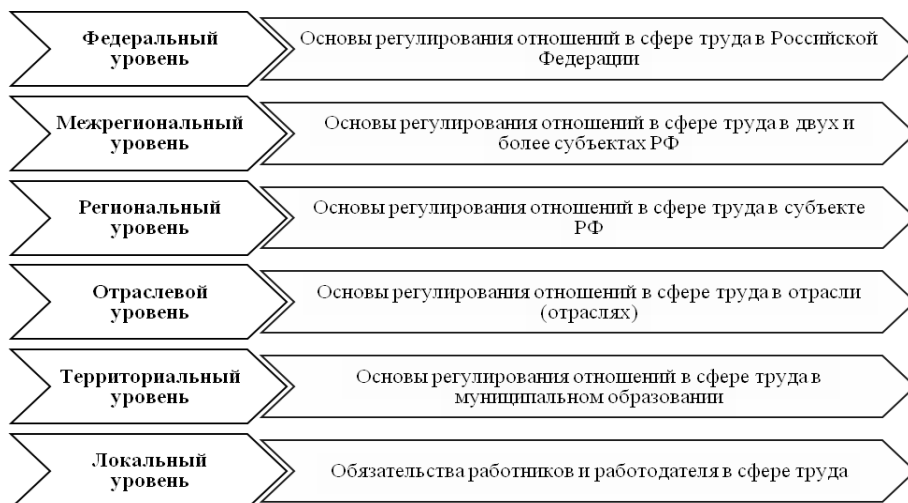 Федеральный
уровень
Основы регулирования отношений в сфере труда в Российской
Федерации
Межрегиональный
уровень
Основы регулирования отношений в сфере труда в двух и
более субъектах РФ
Региональный
уровень
Основы регулирования отношений в сфере труда в субъекте
РФ
Отраслевой
уровень
Основы регулирования отношений в сфере труда в отрасли
(отраслях)
Территориальный
уровень
Основы регулирования отношений в сфере труда в
муниципальном образовании
Локальный
уровень
Обязательства работников и работодателя в сфере труда